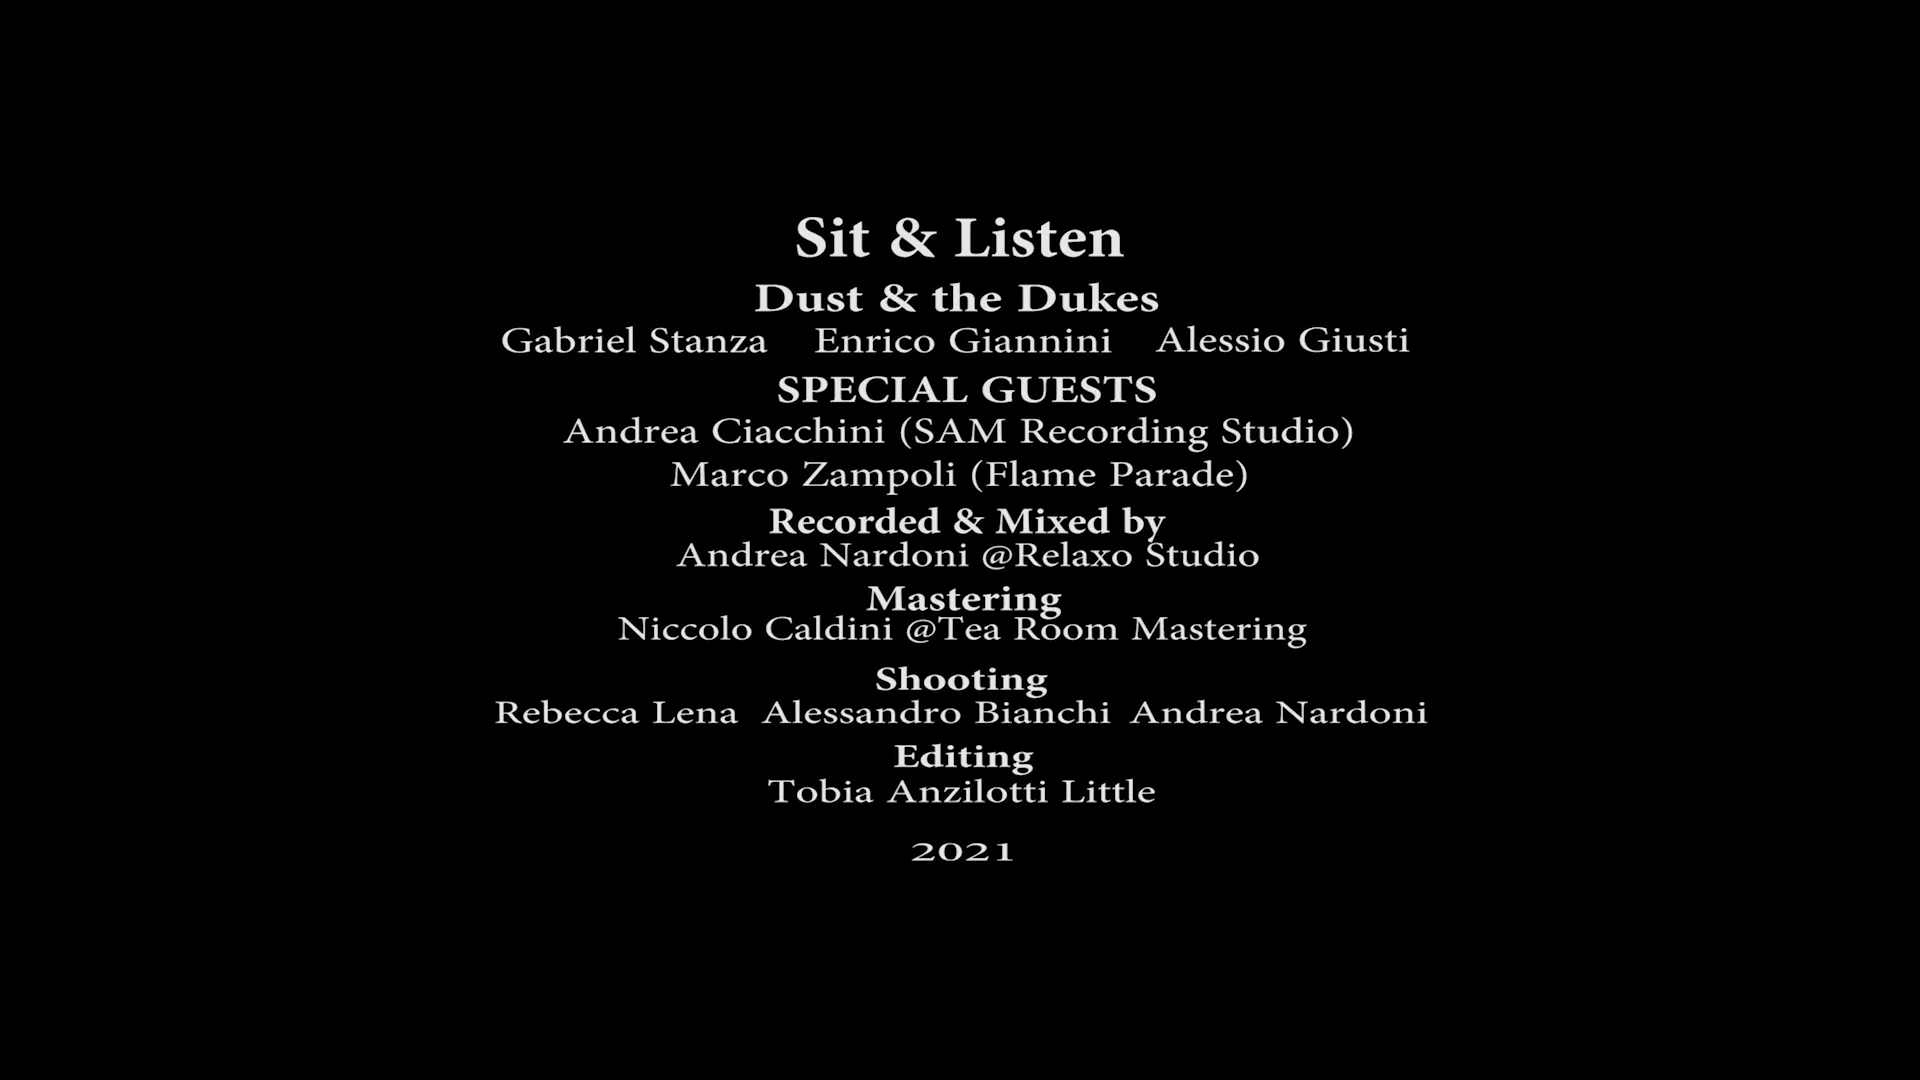 Sit & Listen
Dust & the Dukes
Gabriel Stanza Enrico Giannini Alessio Giusti
SPECIAL GUESTS
Andrea Ciacchini (SAM Recording Studio)
Marco Zampoli (Flame Parade)
Recorded & Mixed by
Andrea Nardoni @Relaxo Studio
Mastering
Niccolo Caldini @Tea Room Mastering
Shooting
Rebecca Lena Alessandro Bianchi Andrea Nardoni
Editing
Tobia Anzilotti Little
2021